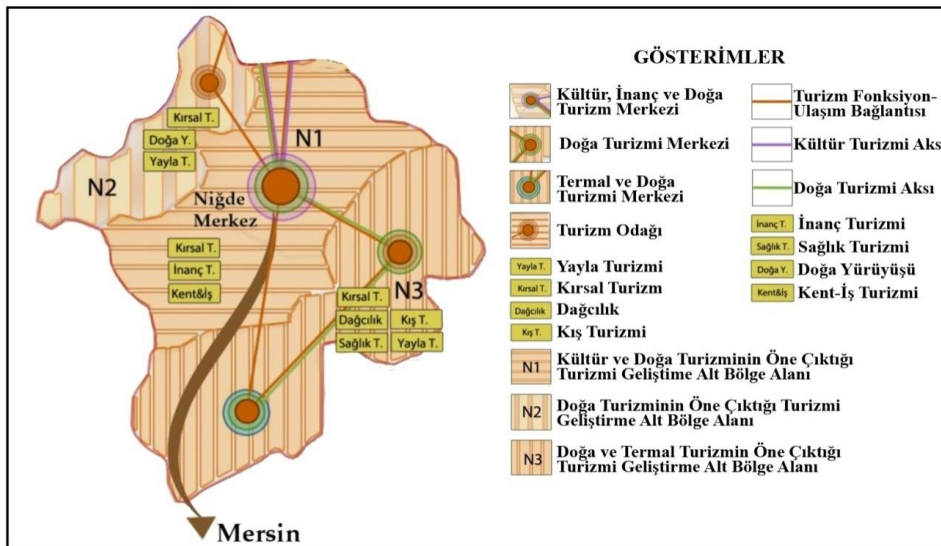 Kırsal T.
Doğa Y.
Yayla T.
N1
N2
Niğde
Merkez
Kırsal T.
İnanç T.
Kent&İş
N3
Kırsal T.
Dağcılık
Kış T.
Sağlık T.
Yayla T.
Mersin
GÖSTERİMLER
Kültür, İnanç ve Doğa
Turizm Merkezi
Doğa Turizmi Merkezi
Termal ve Doğa
Turizmi Merkezi
Turizm Odağı
Yayla T. Yayla Turizmi
Kırsal T. Kırsal Turizm
Dağcılık Dağcılık
Kış T. Kış Turizmi
N1 Kültür ve Doğa Turizminin Öne Çıktığı
Turizmi Geliştime Alt Bölge Alanı
N2 Doğa Turizminin Öne Çıktığı Turizmi
Geliştirme Alt Bölge Alanı
N3 Doğa ve Termal Turizmin Öne Çıktığı
Turizmi Geliştirme Alt Bölge Alanı
Turizm Fonksiyon-
Ulaşım Bağlantısı
Kültür Turizmi Aksı
Doğa Turizmi Aksı
İnanç T. İnanç Turizmi
Sağlık T. Sağlık Turizmi
Doğa Y. Doğa Yürüyüşü
Kent&İş Kent-İş Turizmi